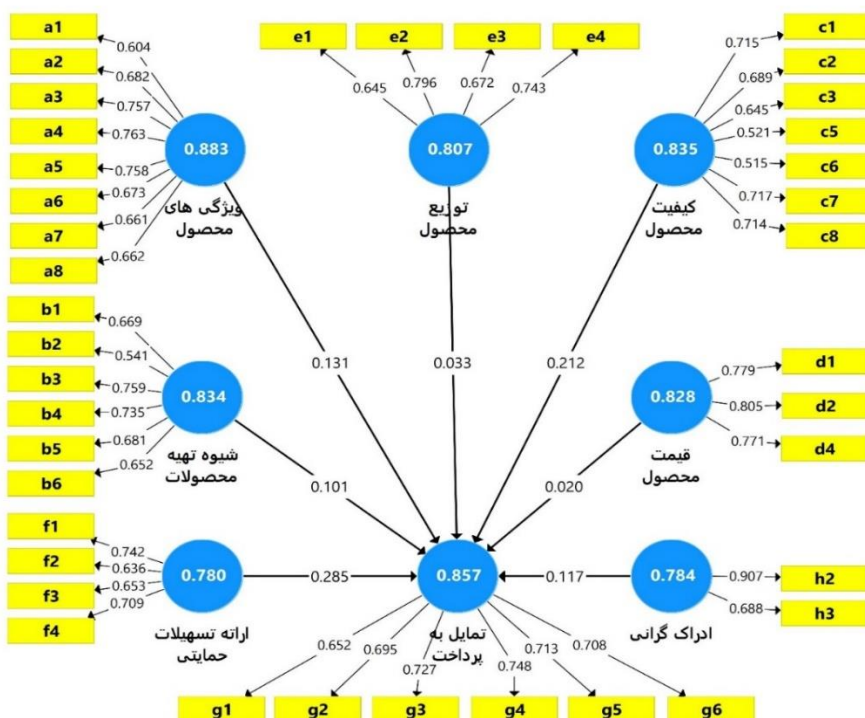 a1
a2
a3
a4
a5
a6
a7
a8
0.604
0.682
0.757
0.763
0.758
0.673
0.661
0.662
0.883
ویژگی های
محصول
e1
e2
e3
e4
0.645
0.796
0.672
0.743
0.807
توزیع
محصول
c1
c2
c3
c5
c6
c7
c8
0.715
0.689
0.645
0.521
0.515
0.717
0.714
0.835
کیفیت
محصول
b1
b2
b3
b4
b5
b6
0.669
0.541
0.759
0.735
0.681
0.652
0.834
شیوه تهیه
محصولات
0.131
0.033
0.212
0.101
0.020
0.285
0.117
d1
d2
d4
0.779
0.805
0.771
0.828
قیمت
محصول
f1
f2
f3
f4
0.742
0.636
0.653
0.709
0.780
اراته تسهیلات
حمایتی
0.857
تمایل به
پرداخت
0.784
ادراک گرانی
0.907
0.688
h2
h3
0.652
0.695
0.727
0.748
0.713
0.708
g1
g2
g3
g4
g5
g6